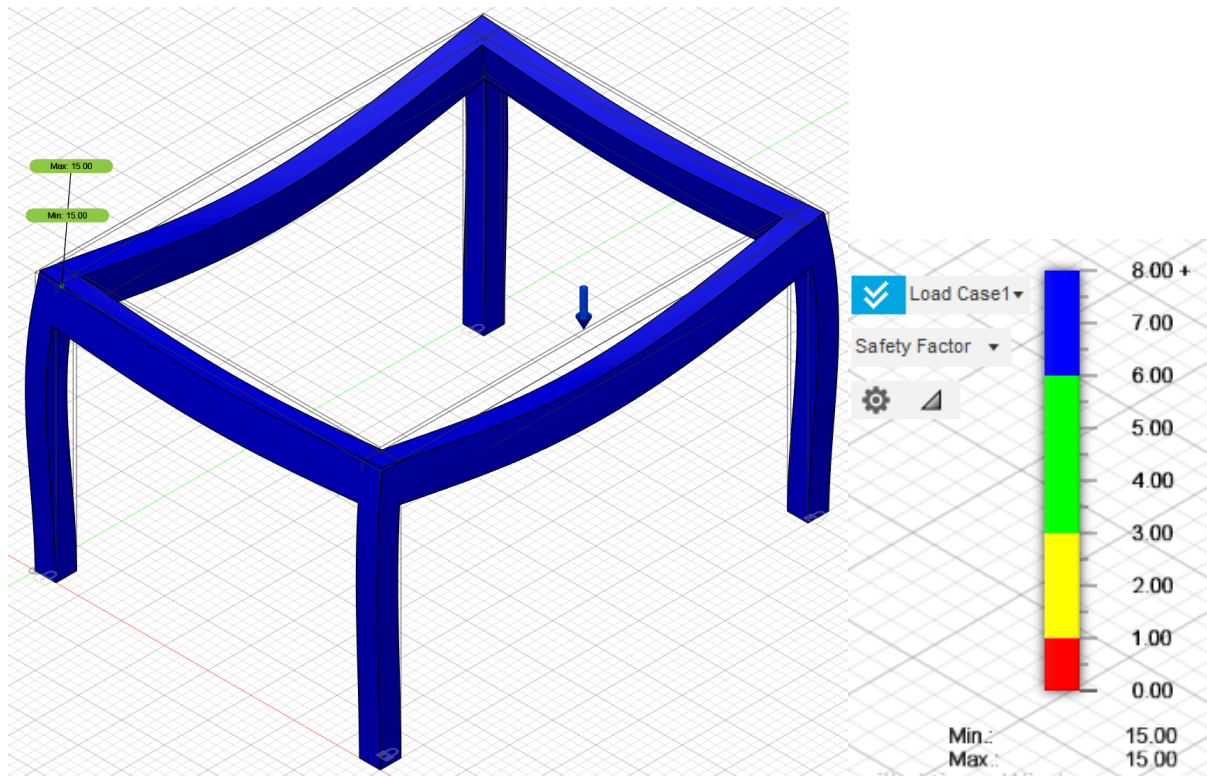 Max: 15.00
Min: 15.00
Load Case1
Safety Factor
8.00 +
7.00
6.00
5.00
4.00
3.00
2.00
1.00
0.00
Min.: 15.00
Max.: 15.00